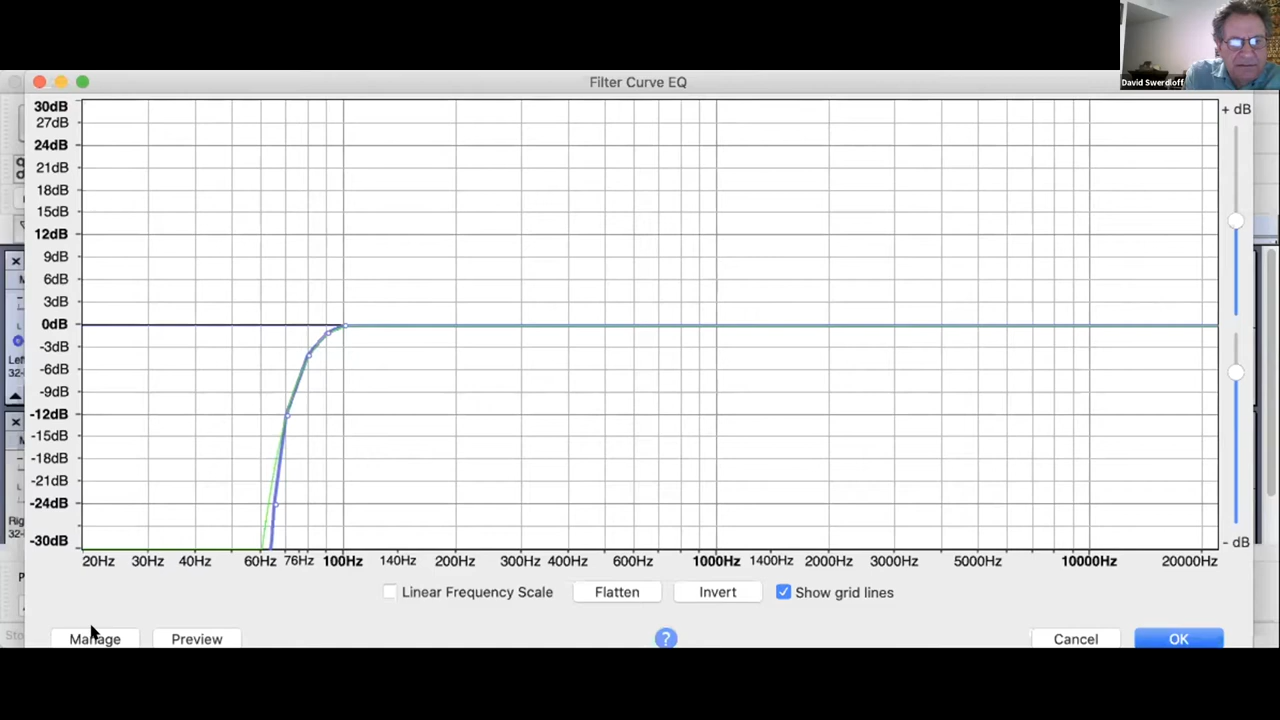 David Swerdloff
Filter Curve EQ
+ dB
30dB
27dB
24dB
21dB
18dB
15dB
12dB
9dB
6dB
3dB
0dB
-3dB
-6dB
-9dB
-12dB
-15dB
-18dB
-21dB
-24dB
-30dB
- dB
20Hz 30Hz 40Hz 60Hz 76Hz 100Hz 140Hz 200Hz 300Hz 400Hz 600Hz 1000Hz 1400Hz 2000Hz 3000Hz 5000Hz 10000Hz 20000Hz
Linear Frequency Scale Flatten Invert Show grid lines
Manage Preview ? Cancel OK